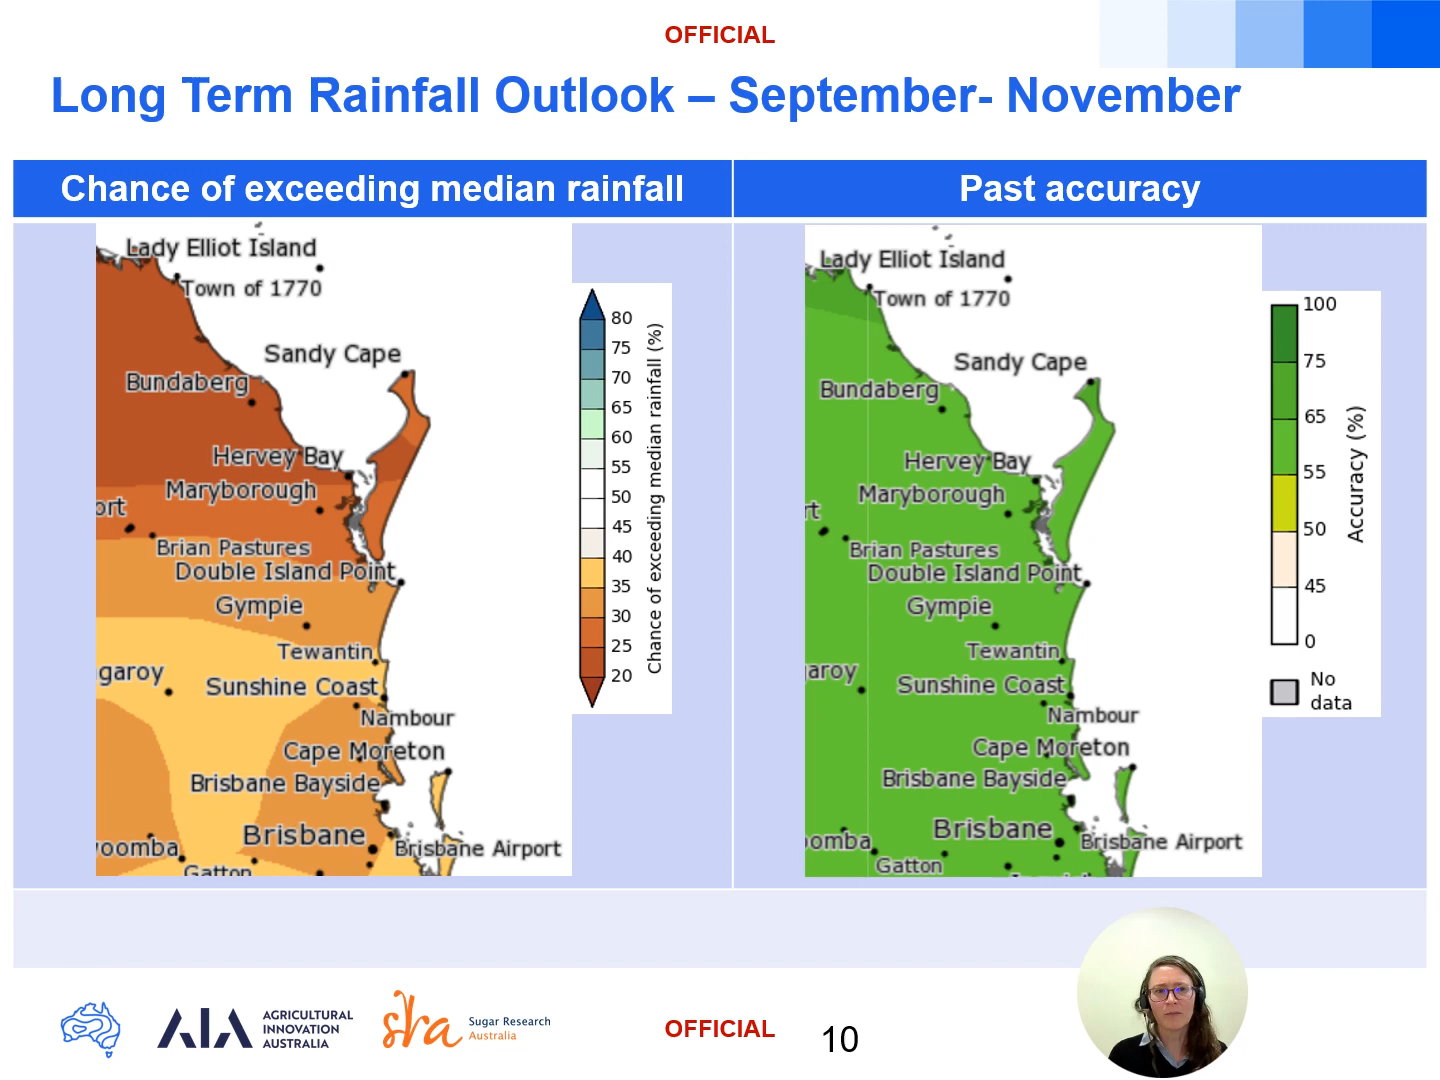 OFFICIAL
Long Term Rainfall Outlook – September- November
Chance of exceeding median rainfall
Past accuracy
Lady Elliot Island
Town of 1770
Sandy Cape
Bundaberg
Hervey Bay
Maryborough
ort
Brian Pastures
Double Island Point
Gympie
Tewantin
garoy
Sunshine Coast
Nambour
Cape Moreton
Brisbane Bayside
Brisbane
oomba
Brisbane Airport
Gatton
80
75
70
65
60
55
50
45
40
35
30
25
20
Chance of exceeding median rainfall (%)
Lady Elliot Island
Town of 1770
Sandy Cape
Bundaberg
Hervey Bay
Maryborough
rt
Brian Pastures
Double Island Point
Gympie
Tewantin
aroy
Sunshine Coast
Nambour
Cape Moreton
Brisbane Bayside
Brisbane
oomba
Brisbane Airport
Gatton
100
75
65
55
50
45
0
Accuracy (%)
No
data
AIA
AGRICULTURAL
INNOVATION
AUSTRALIA
sra
Sugar Research
Australia
OFFICIAL
10